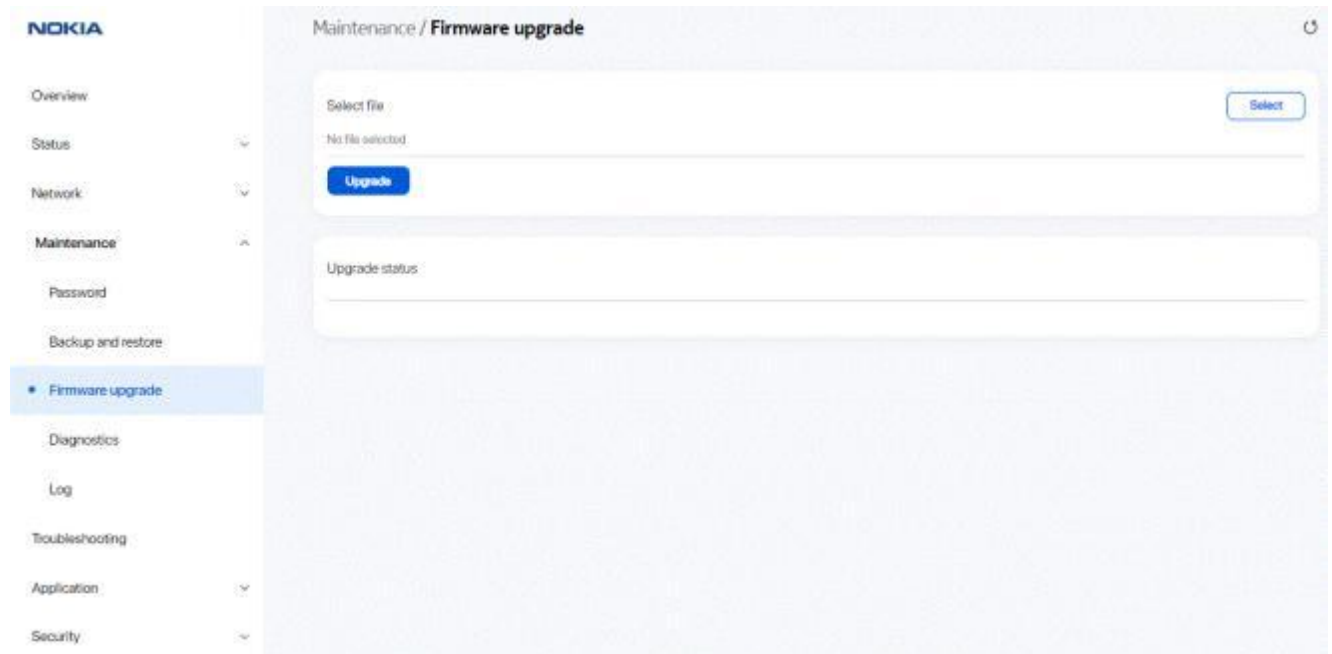 NOKIA
Maintenance / Firmware upgrade
Overview
Status
Network
Maintenance
Password
Backup and restore
Firmware upgrade
Diagnostics
Log
Troubleshooting
Application
Security
Select file
Select
No file selected
Upgrade
Upgrade status